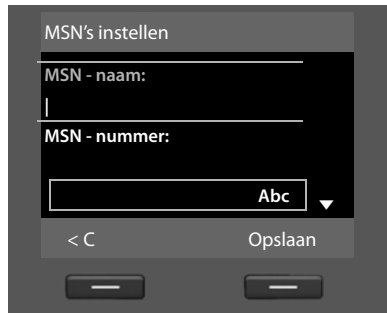 MSN’s instellen
MSN - naam:
MSN - nummer:
Abc
< C Opslaan